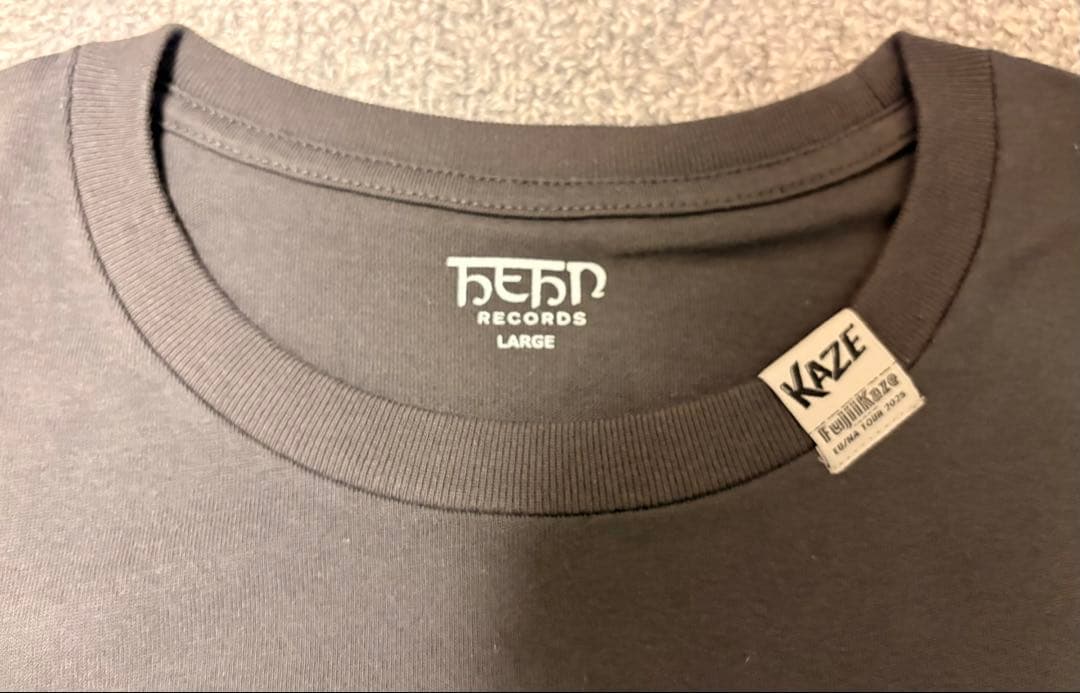 HEHN
RECORDS
LARGE
KAZE
FujiiKaze
EU/NA TOUR 2025